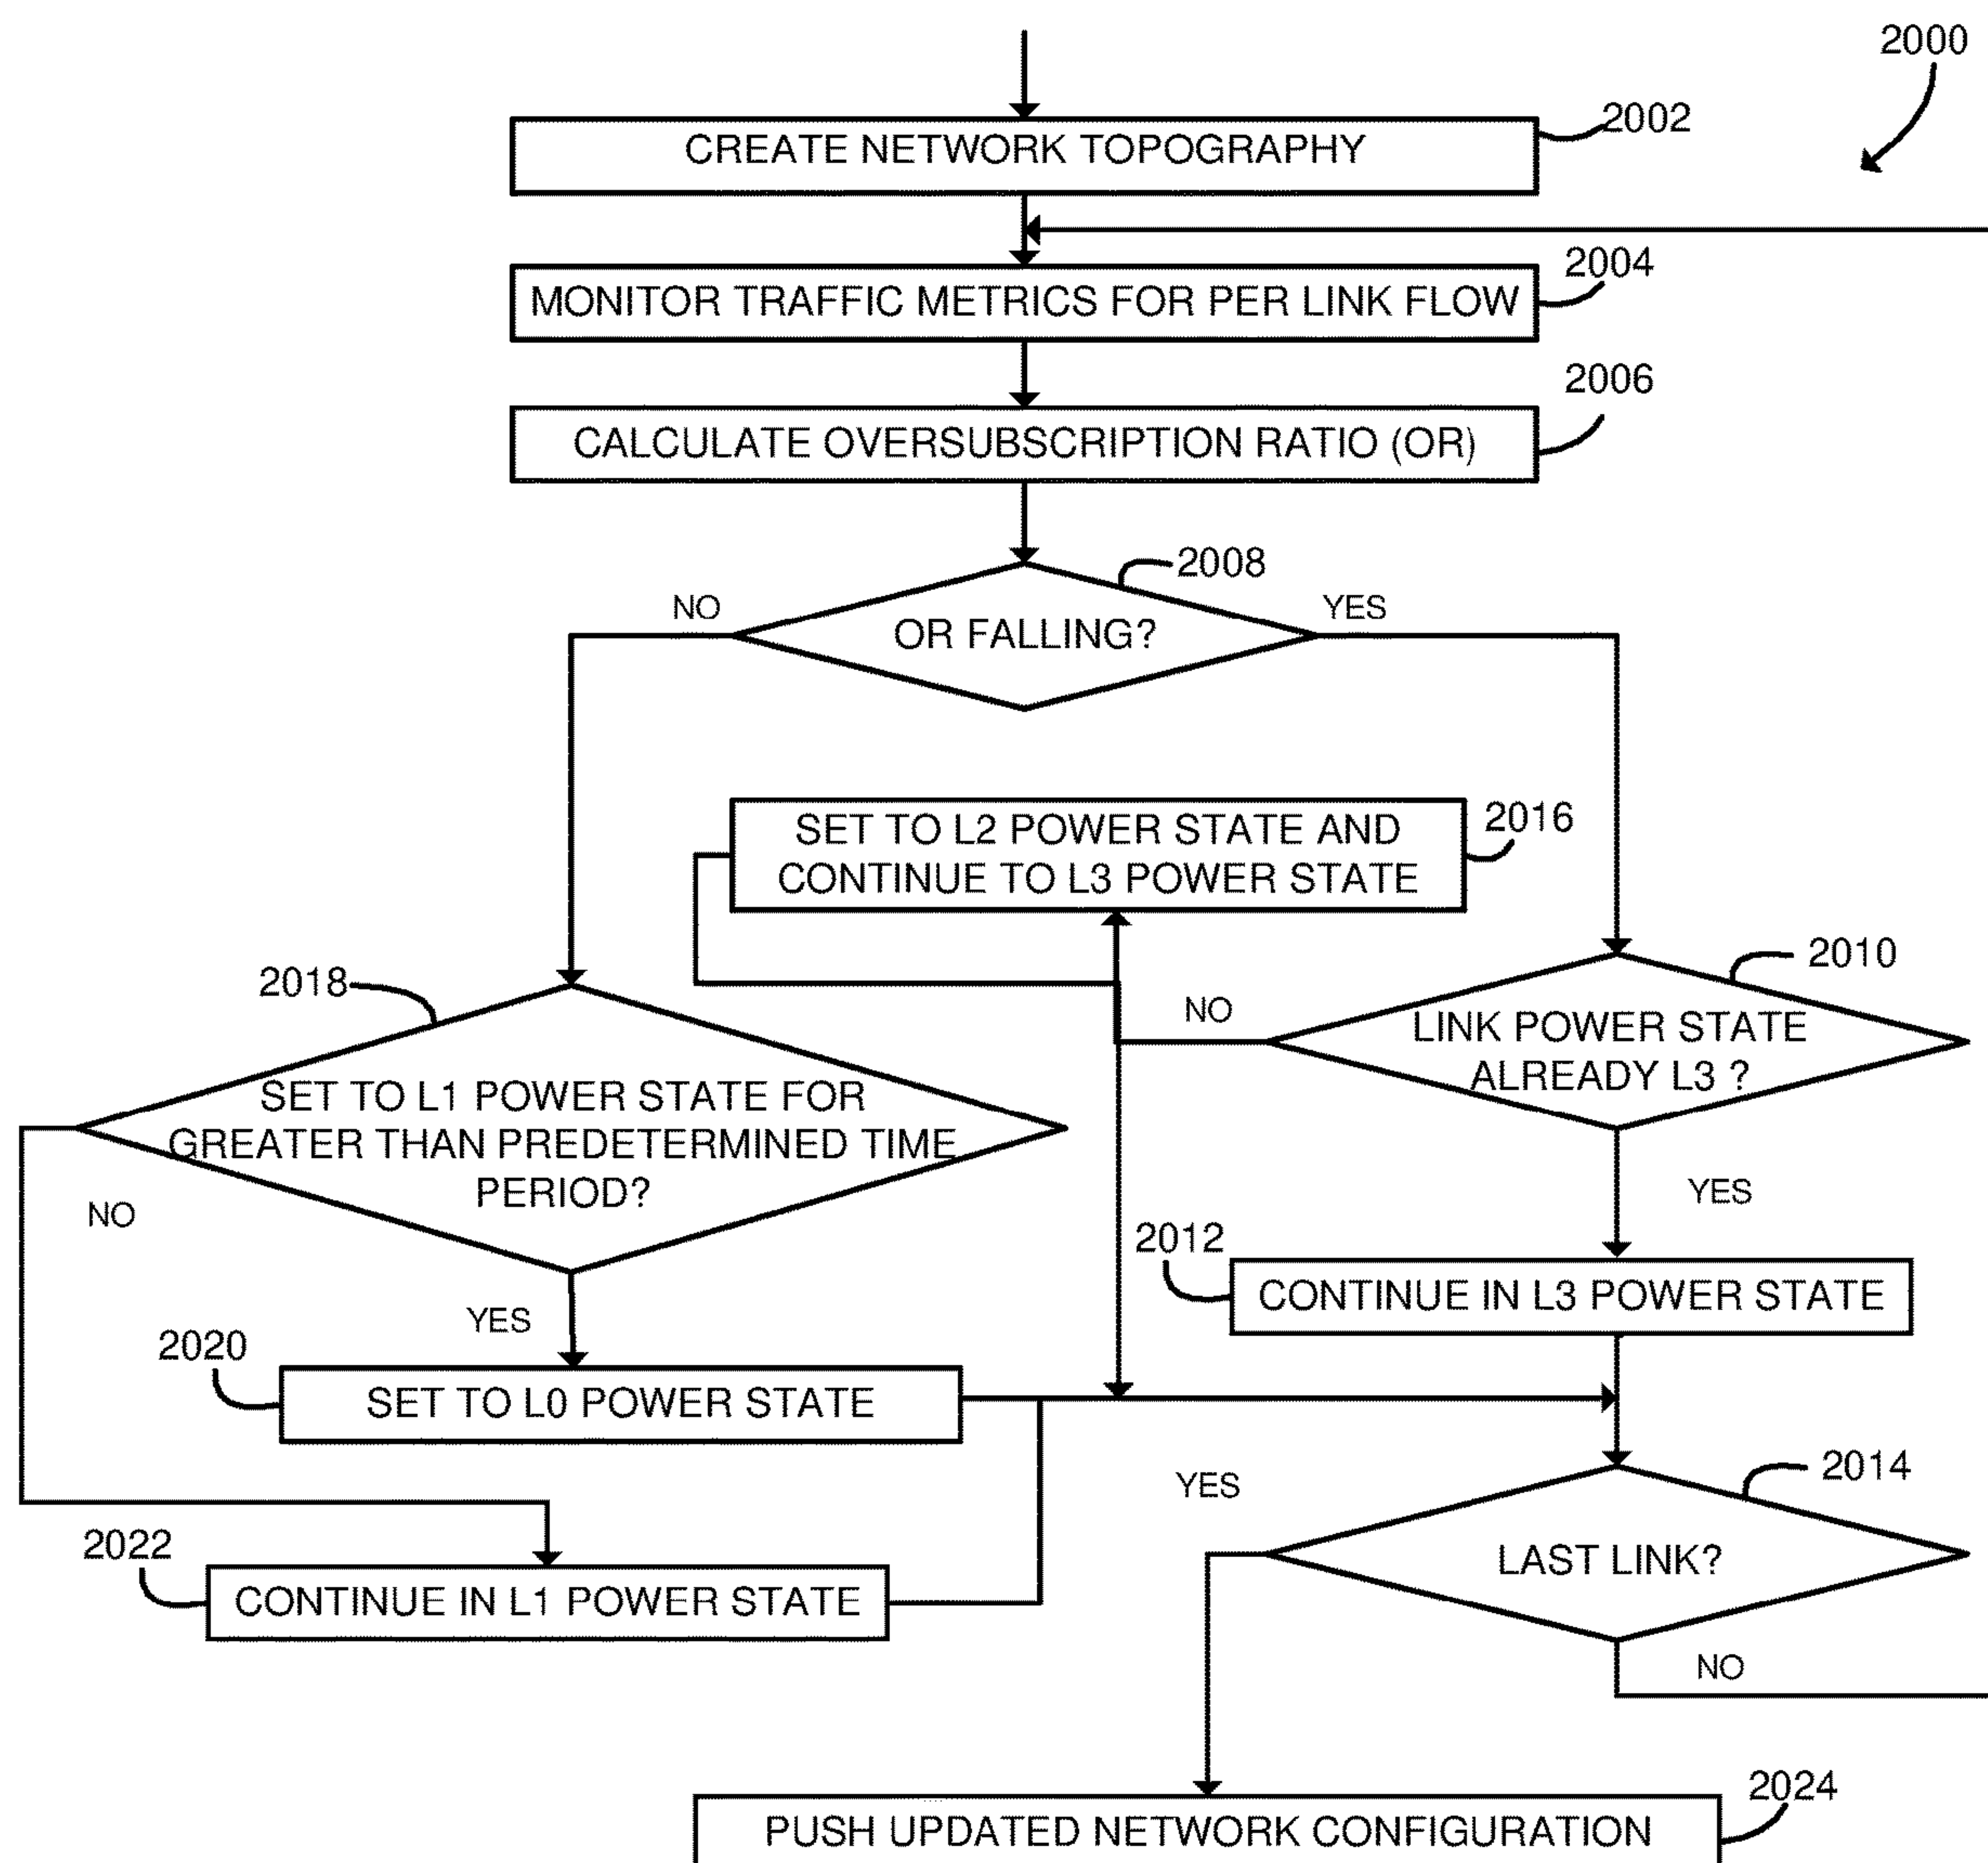 2000
2002
CREATE NETWORK TOPOGRAPHY
2004
MONITOR TRAFFIC METRICS FOR PER LINK FLOW
2006
CALCULATE OVERSUBSCRIPTION RATIO (OR)
2008
NO
YES
OR FALLING?
SET TO L2 POWER STATE AND
CONTINUE TO L3 POWER STATE
2016
2018
2010
NO
LINK POWER STATE
ALREADY L3 ?
SET TO L1 POWER STATE FOR
GREATER THAN PREDETERMINED TIME
PERIOD?
NO
YES
2012
CONTINUE IN L3 POWER STATE
YES
2020
SET TO L0 POWER STATE
YES
2014
LAST LINK?
2022
CONTINUE IN L1 POWER STATE
NO
2024
PUSH UPDATED NETWORK CONFIGURATION